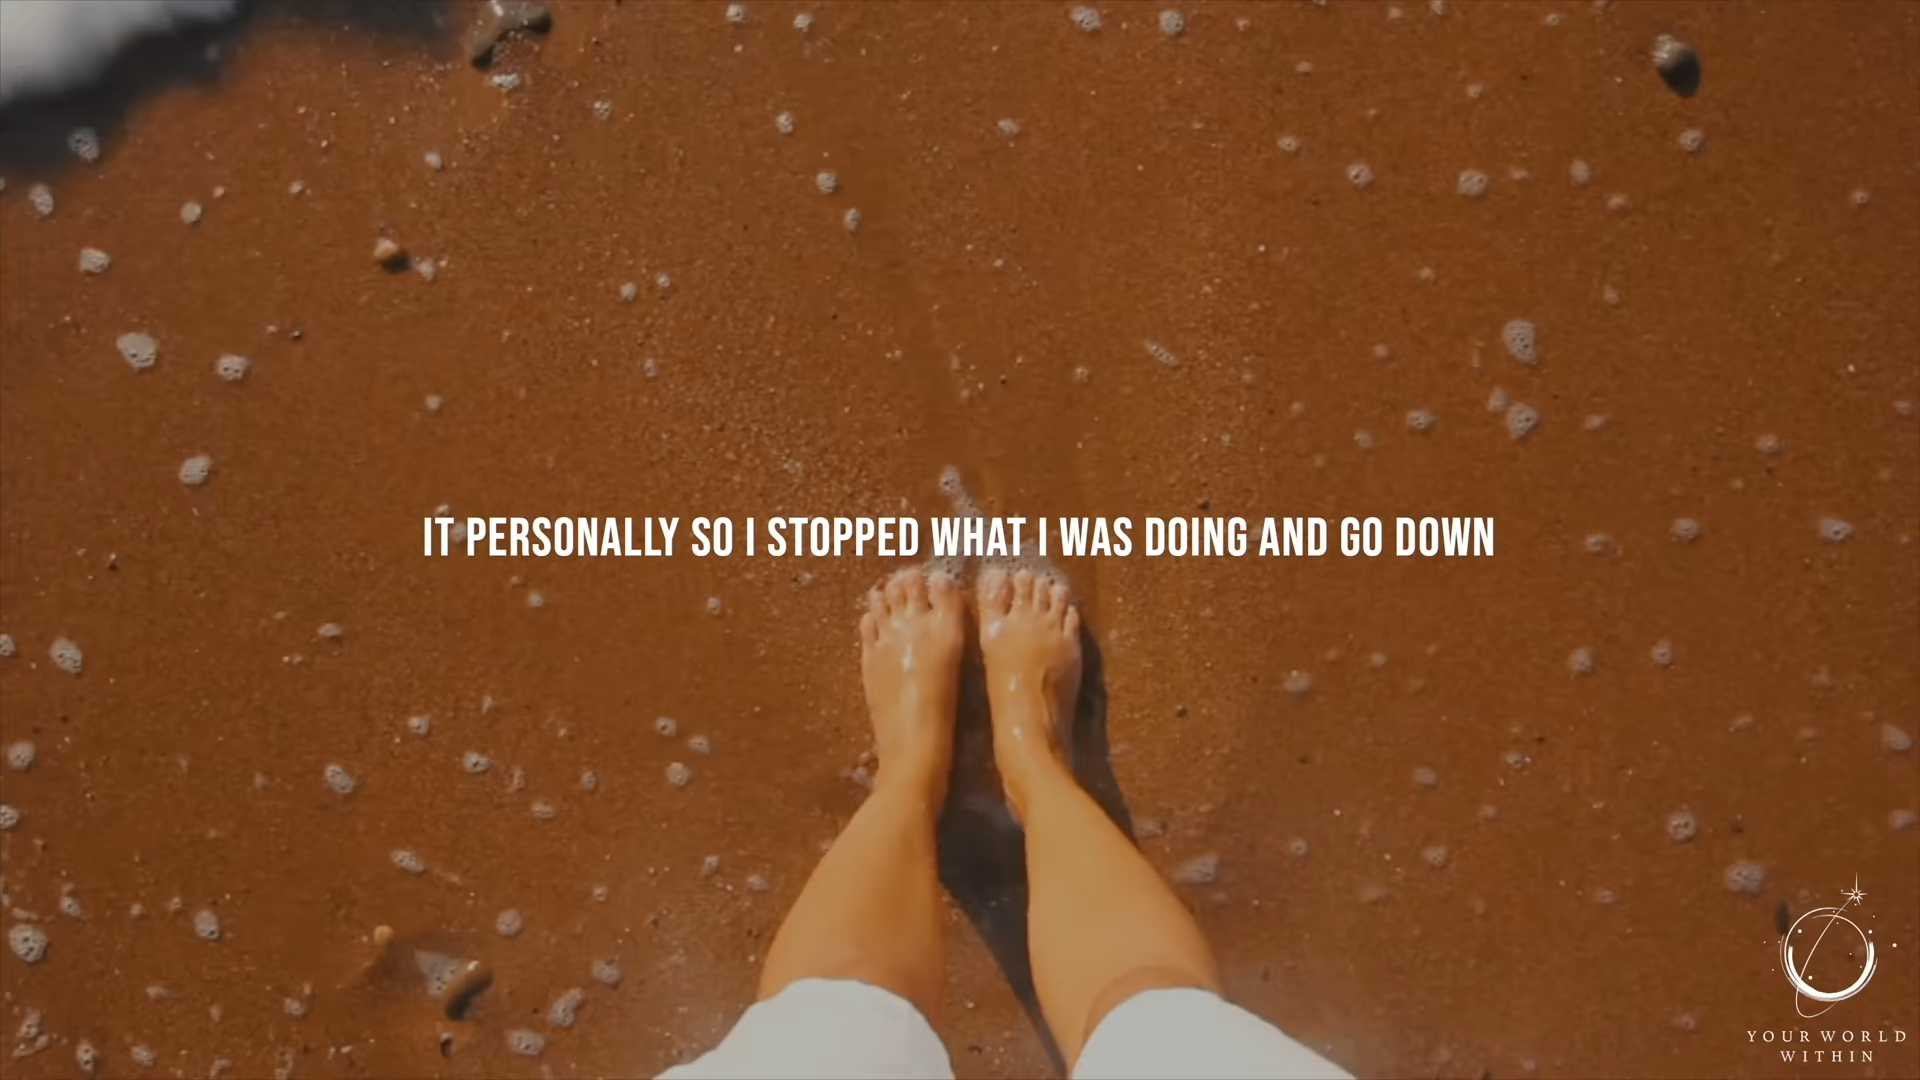 IT PERSONALLY SO I STOPPED WHAT I WAS DOING AND GO DOWN
YOUR WORLD
WITHIN